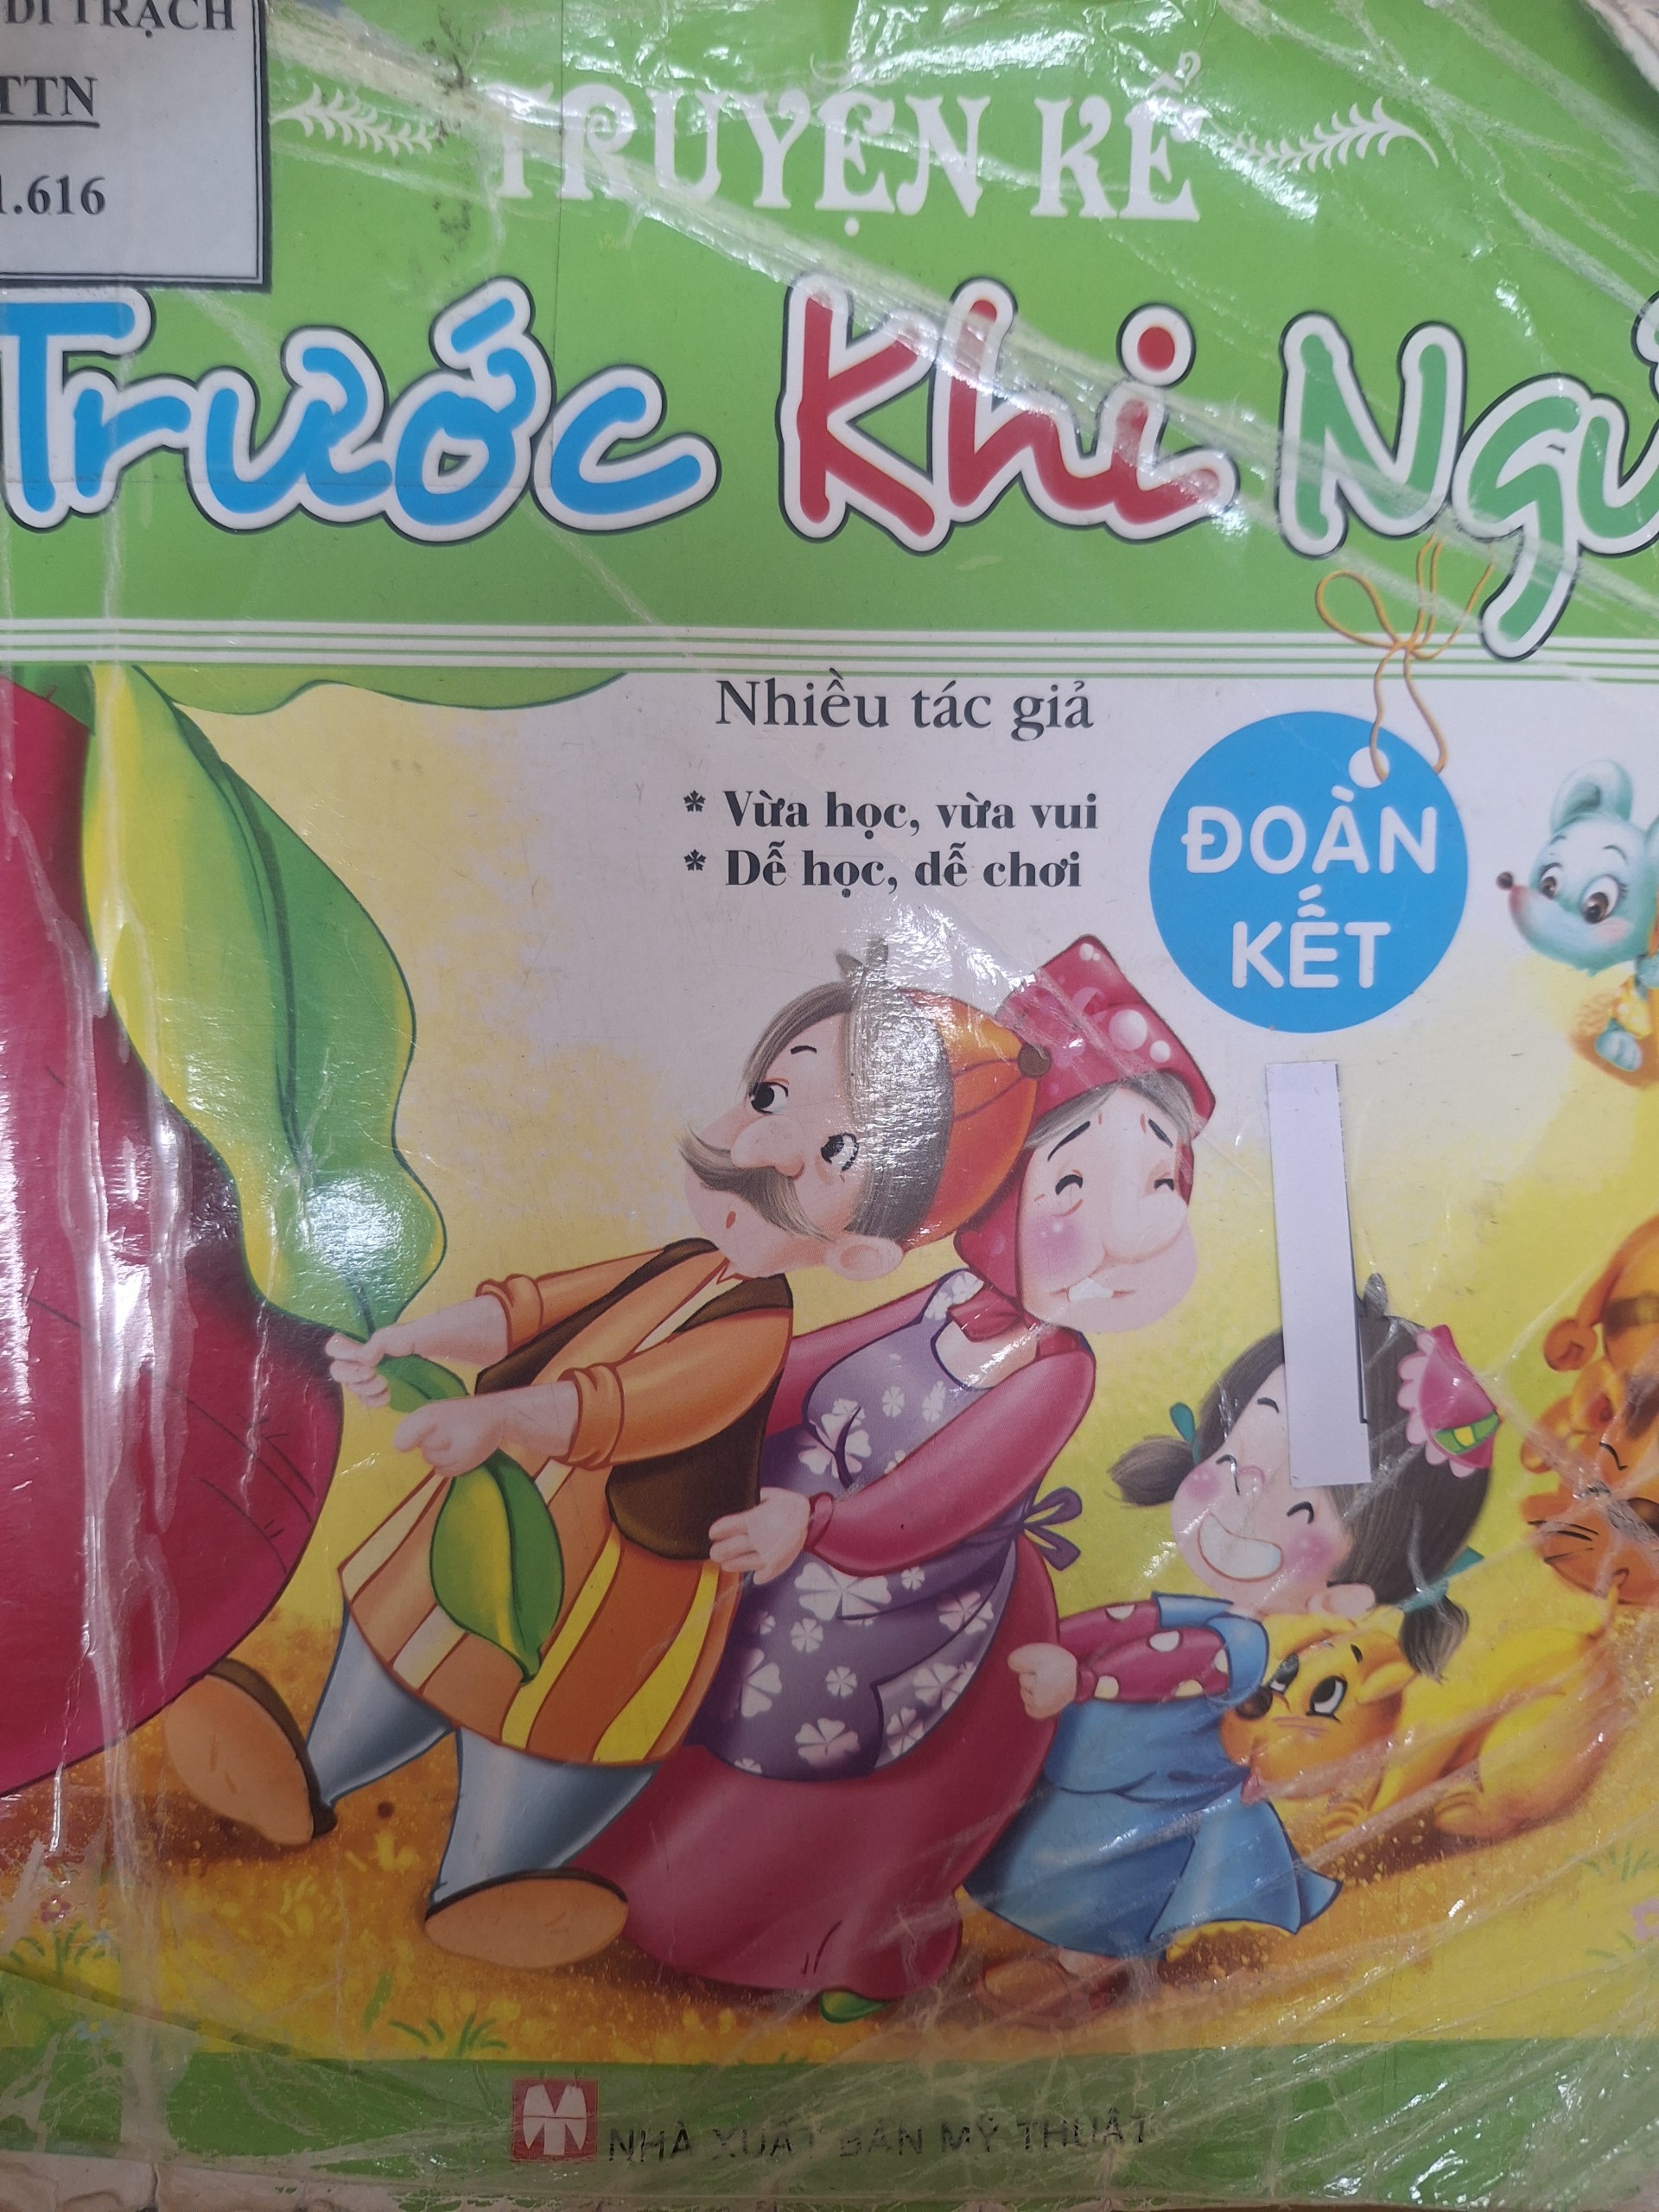 DI TRẠCH
TTN
1.616
TRUYỆN KỂ
Trước Khi Ngủ
Nhiều tác giả
* Vừa học, vừa vui
* Dễ học, dễ chơi
ĐOÀN
KẾT
NHÀ XUẤT BẢN MỸ THUẬT